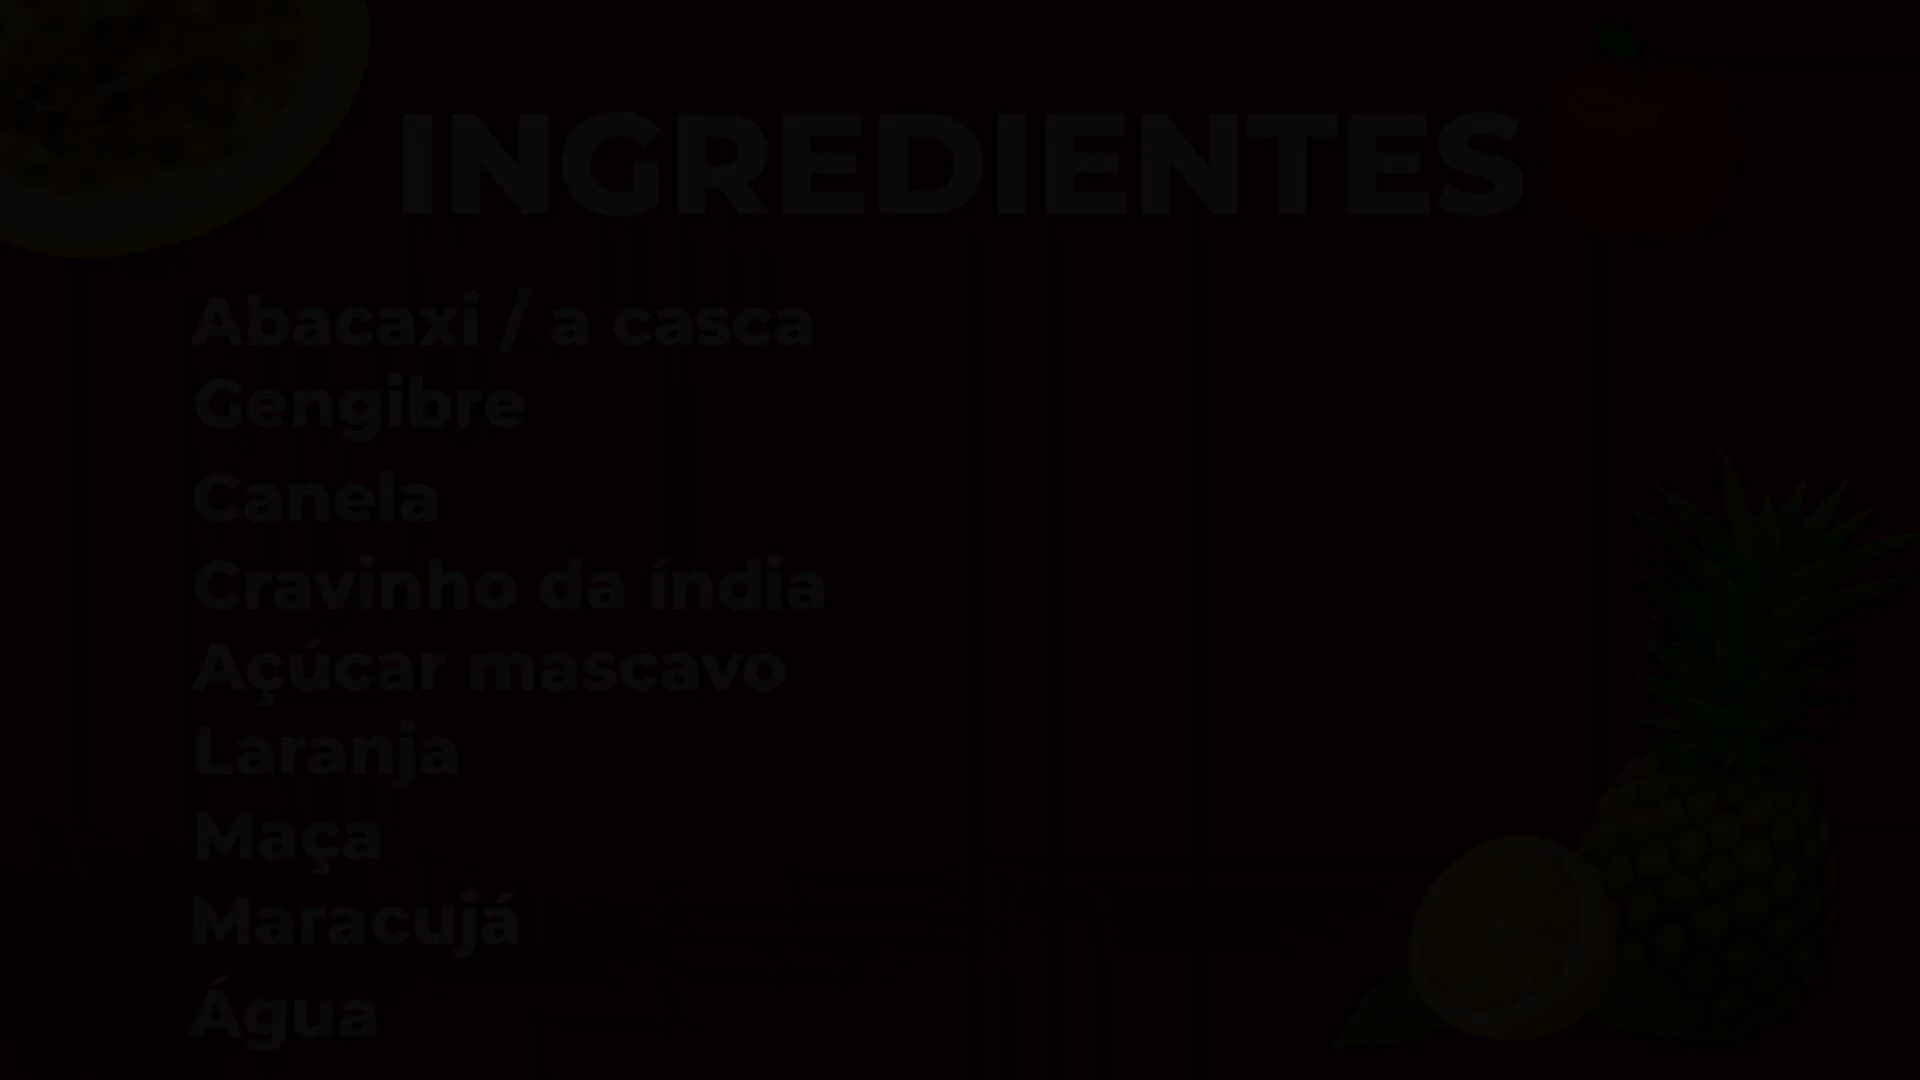 INGREDIENTES
Abacaxi / a casca
Gengibre
Canela
Cravinho da índia
Açúcar mascavo
Laranja
Maça
Maracujá
Água